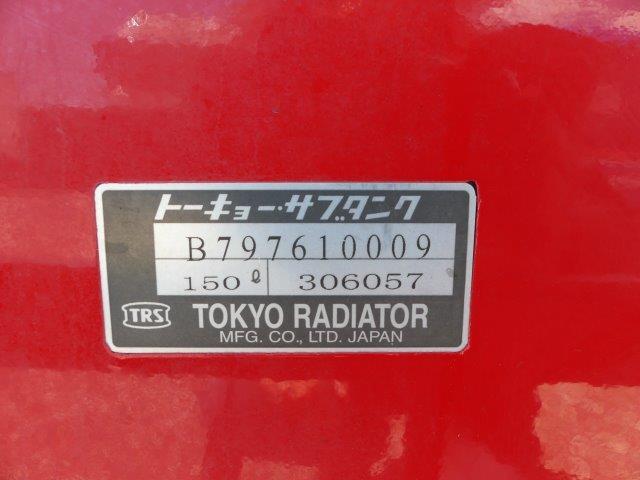 トーキョー・サブタンク
B797610009
150ℓ 306057
TRS TOKYO RADIATOR
MFG. CO., LTD. JAPAN